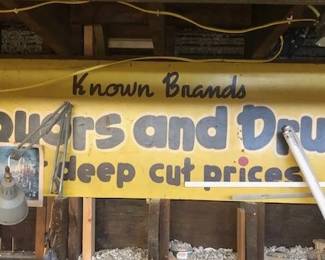 Known Brands
quors and Dru
deep cut prices